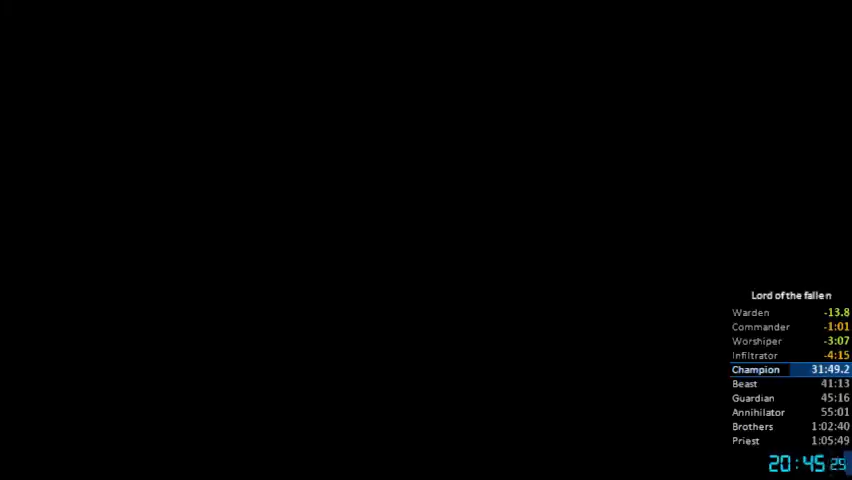 Lord of the fallen
Warden -13.8
Commander -1:01
Worshiper -3:07
Infiltrator -4:15
Champion 31:49.2
Beast 41:13
Guardian 45:16
Annihilator 55:01
Brothers 1:02:40
Priest 1:05:49
20:45 29